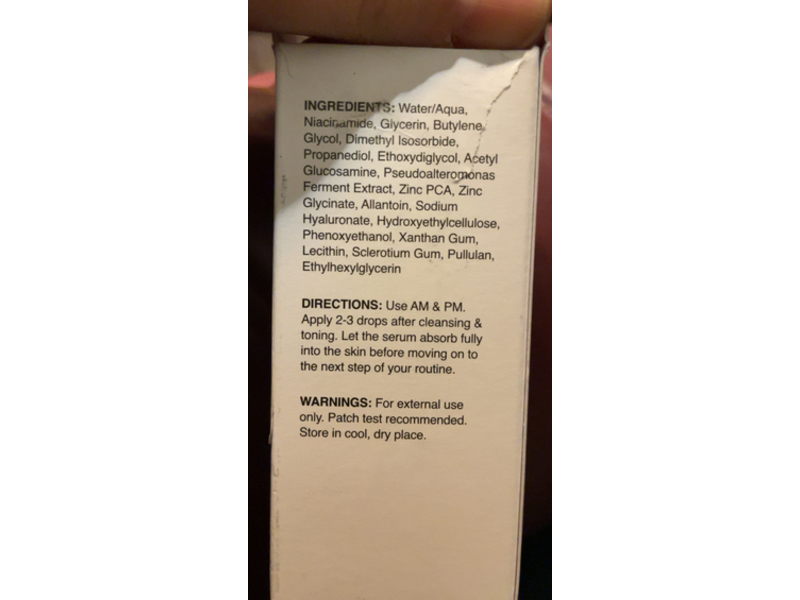 INGREDIENTS: Water/Aqua,
Niacinamide, Glycerin, Butylene
Glycol, Dimethyl Isosorbide,
Propanediol, Ethoxydiglycol, Acetyl
Glucosamine, Pseudoalteromonas
Ferment Extract, Zinc PCA, Zinc
Glycinate, Allantoin, Sodium
Hyaluronate, Hydroxyethylcellulose,
Phenoxyethanol, Xanthan Gum,
Lecithin, Sclerotium Gum, Pullulan,
Ethylhexylglycerin
DIRECTIONS: Use AM & PM.
Apply 2-3 drops after cleansing &
toning. Let the serum absorb fully
into the skin before moving on to
the next step of your routine.
WARNINGS: For external use
only. Patch test recommended.
Store in cool, dry place.